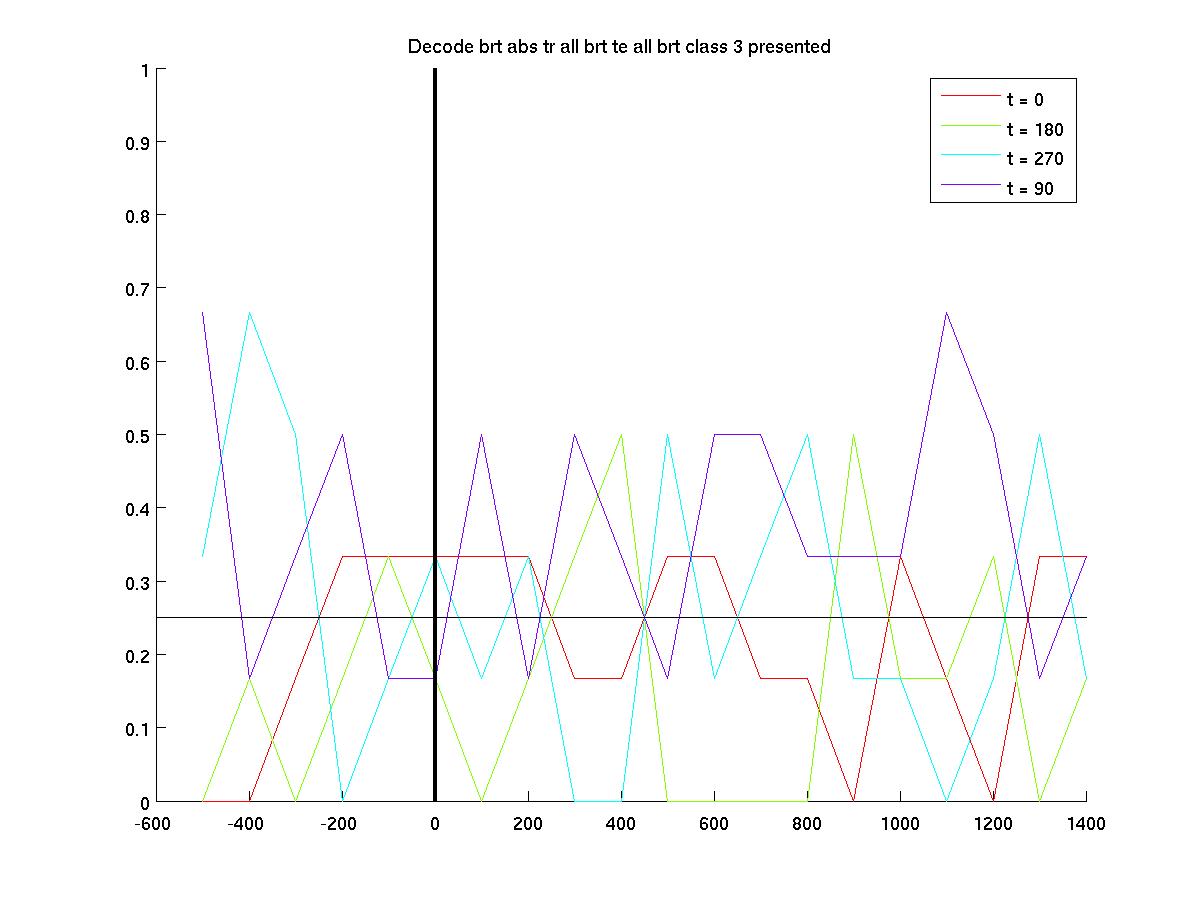 Decode brt abs tr all brt te all brt class 3 presented
t = 0
t = 180
t = 270
t = 90
1
0.9
0.8
0.7
0.6
0.5
0.4
0.3
0.2
0.1
0
-600 -400 -200 0 200 400 600 800 1000 1200 1400